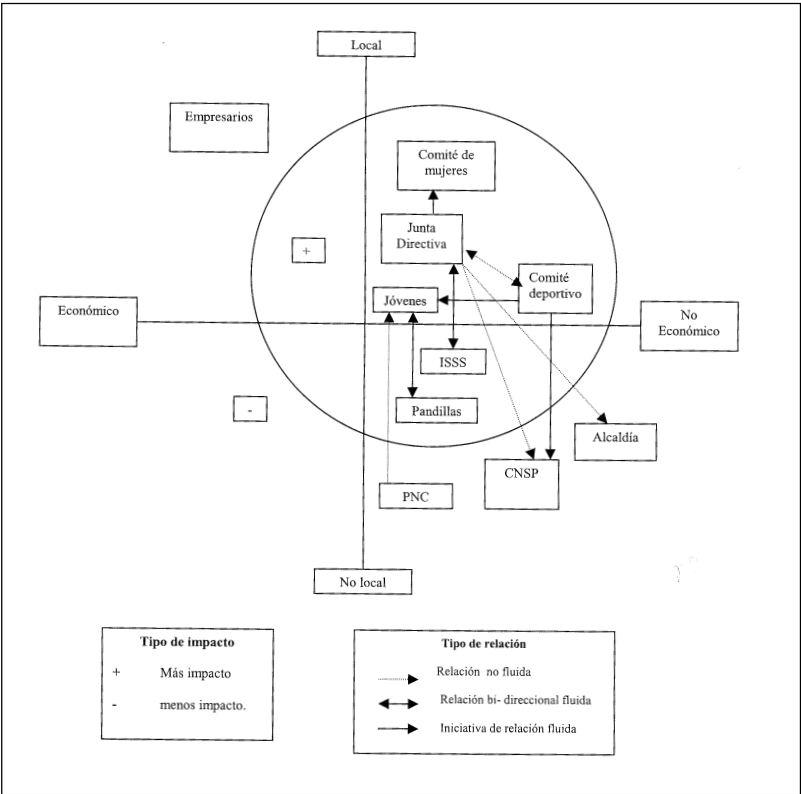 Local
Empresarios
Comité de
mujeres
Junta
Directiva
+
Comité
deportivo
Jóvenes
Económico
No
Económico
ISSS
-
Pandillas
Alcaldía
CNSP
PNC
No local
Tipo de impacto
+ Más impacto
- menos impacto.
Tipo de relación
Relación no fluida
Relación bi- direccional fluida
Iniciativa de relación fluida